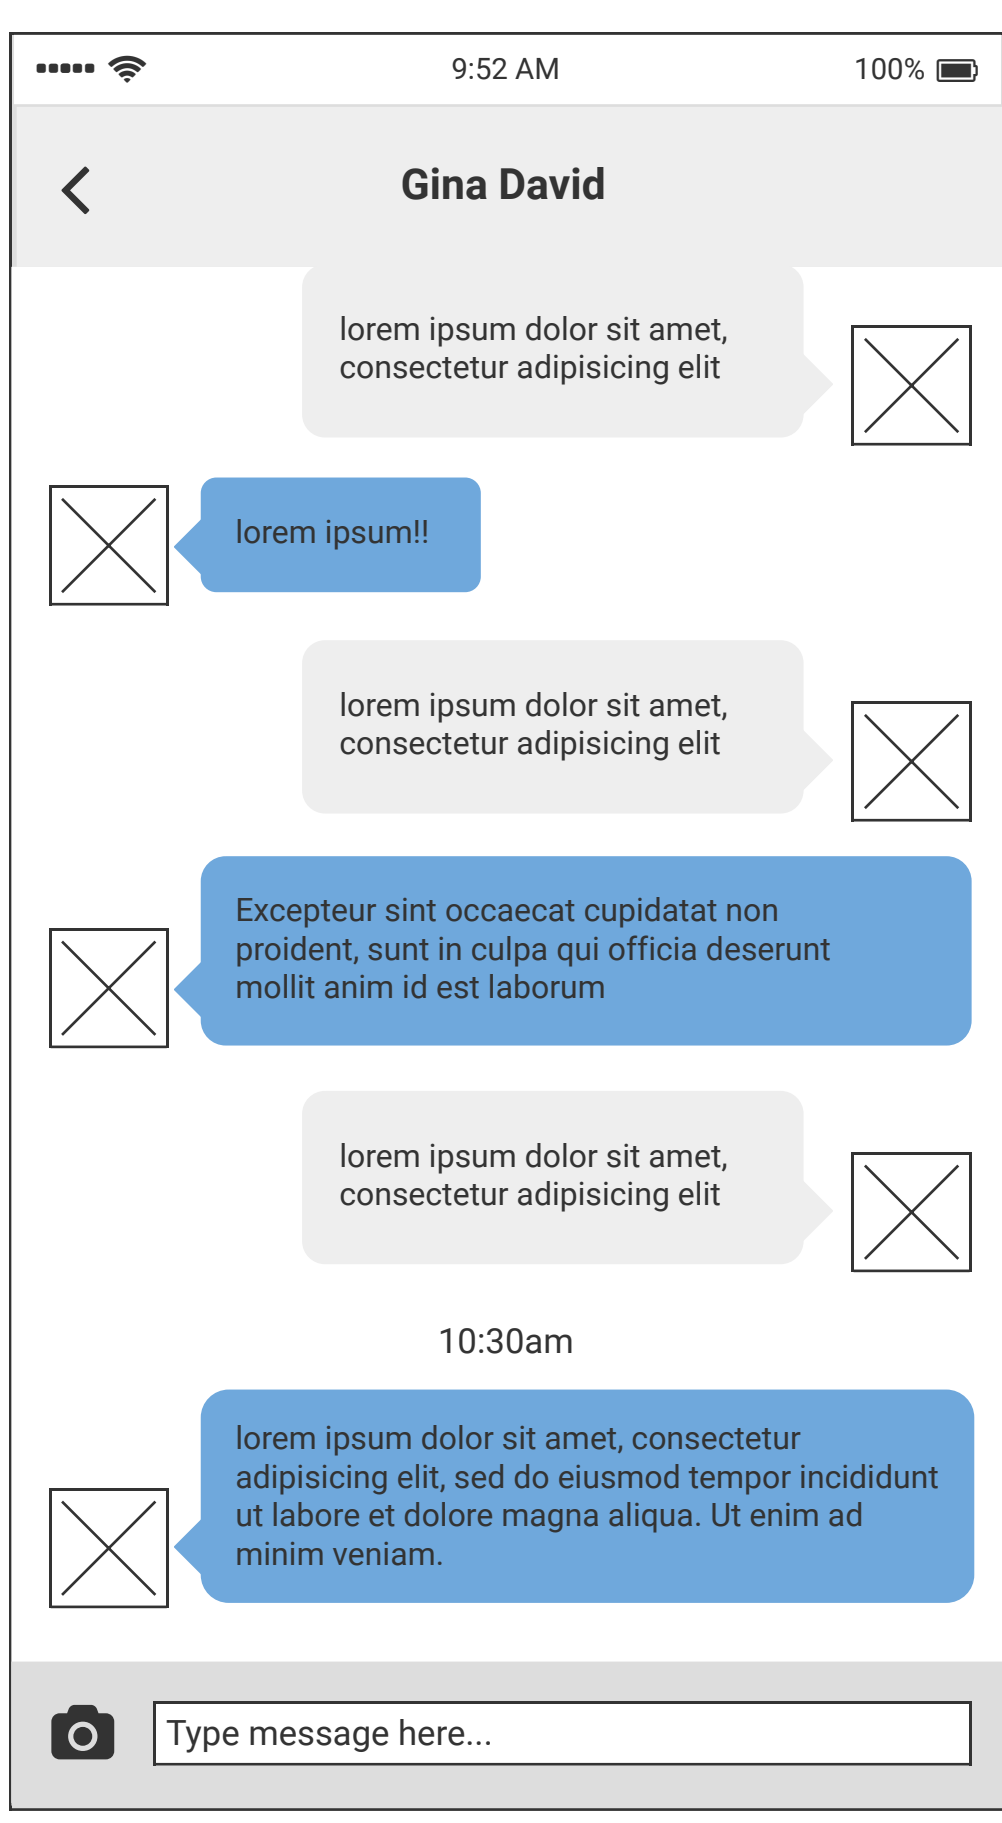 9:52 AM
100%
Gina David
lorem ipsum dolor sit amet,
consectetur adipisicing elit
lorem ipsum!!
lorem ipsum dolor sit amet,
consectetur adipisicing elit
Excepteur sint occaecat cupidatat non
proident, sunt in culpa qui officia deserunt
mollit anim id est laborum
lorem ipsum dolor sit amet,
consectetur adipisicing elit
10:30am
lorem ipsum dolor sit amet, consectetur
adipisicing elit, sed do eiusmod tempor incididunt
ut labore et dolore magna aliqua. Ut enim ad
minim veniam.
Type message here...